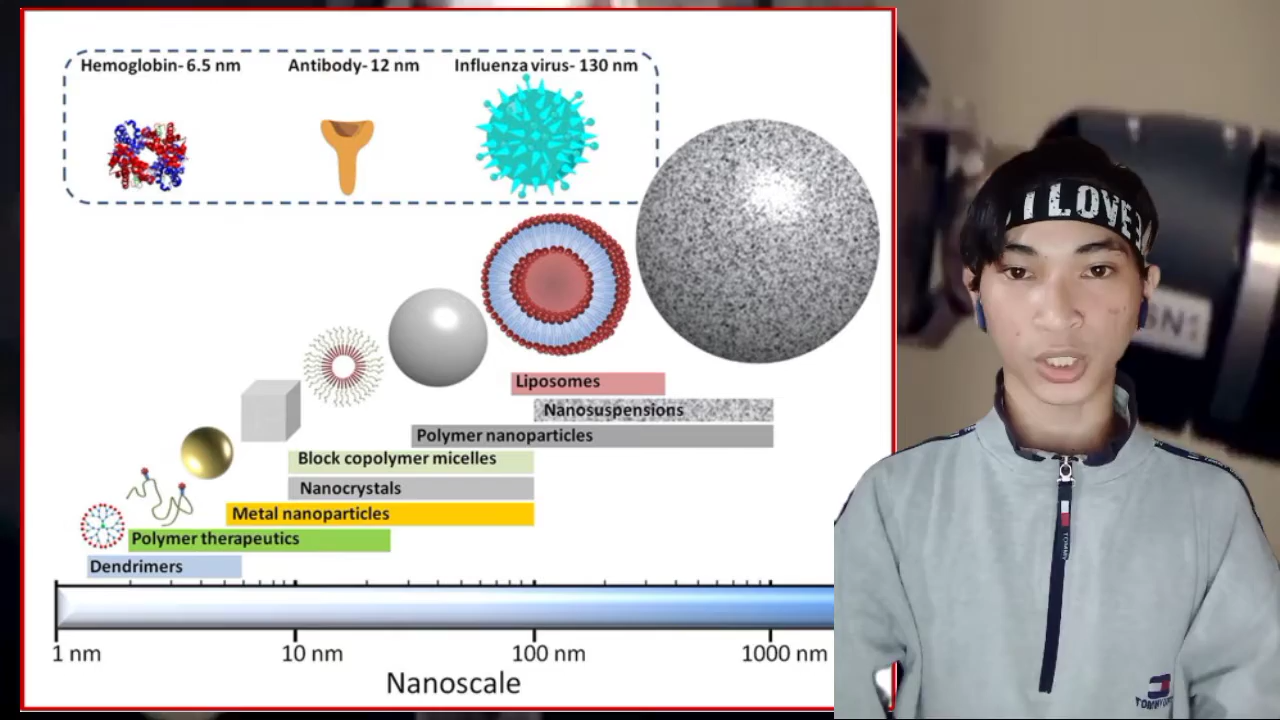 Hemoglobin- 6.5 nm
Antibody- 12 nm
Influenza virus- 130 nm
Liposomes
Nanosuspensions
Polymer nanoparticles
Block copolymer micelles
Nanocrystals
Metal nanoparticles
Polymer therapeutics
Dendrimers
1 nm
10 nm
100 nm
1000 nm
Nanoscale
I LOVE
TOMMY